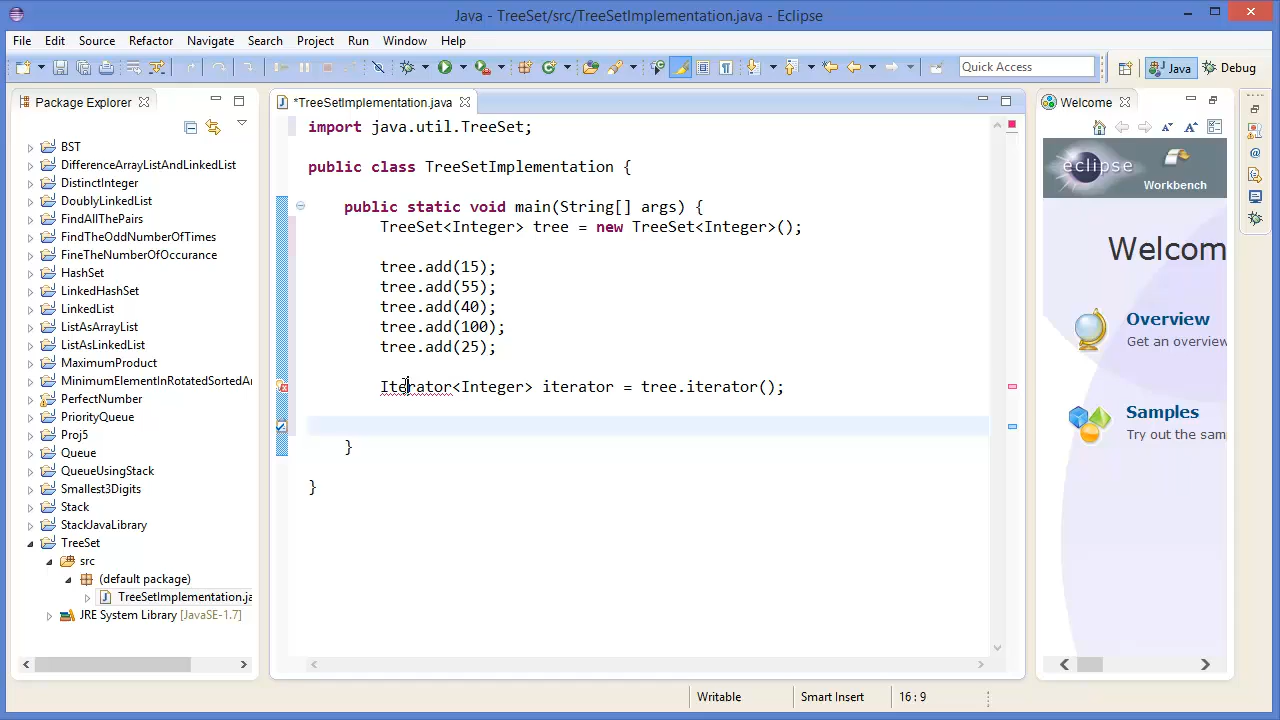 Java - TreeSet/src/TreeSetImplementation.java - Eclipse
File Edit Source Refactor Navigate Search Project Run Window Help
Quick Access
Java
Debug
Package Explorer
BST
DifferenceArrayListAndLinkedList
DistinctInteger
DoublyLinkedList
FindAllThePairs
FindTheOddNumberOfTimes
FineTheNumberOfOccurance
HashSet
LinkedHashSet
LinkedList
ListAsArrayList
ListAsLinkedList
MaximumProduct
MinimumElementInRotatedSortedAr
PerfectNumber
PriorityQueue
Proj5
Queue
QueueUsingStack
Smallest3Digits
Stack
StackJavaLibrary
TreeSet
src
(default package)
TreeSetImplementation.ja
JRE System Library [JavaSE-1.7]
*TreeSetImplementation.java
import java.util.TreeSet;
public class TreeSetImplementation {
public static void main(String[] args) {
TreeSet<Integer> tree = new TreeSet<Integer>();
tree.add(15);
tree.add(55);
tree.add(40);
tree.add(100);
tree.add(25);
Iterator<Integer> iterator = tree.iterator();
}
}
Welcome
eclipse
Workbench
Welcom
Overview
Get an overview
Samples
Try out the sam
Writable
Smart Insert
16 : 9